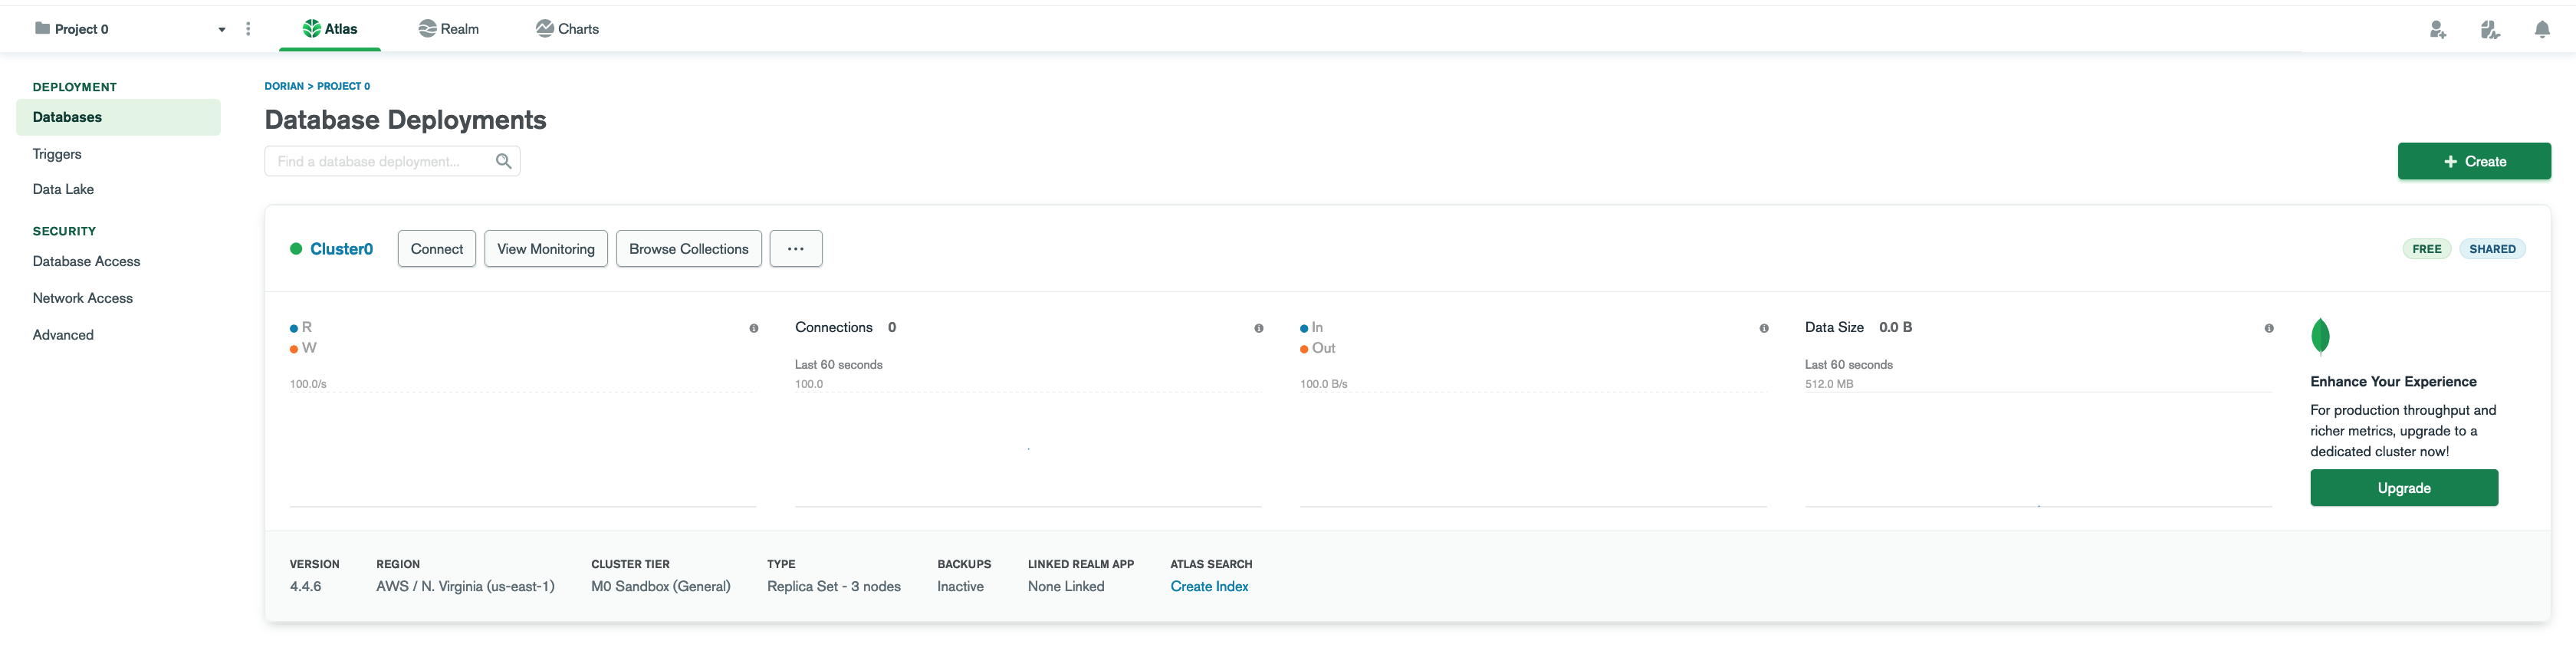 Project 0
Atlas
Realm
Charts
DEPLOYMENT
Databases
Triggers
Data Lake
SECURITY
Database Access
Network Access
Advanced
DORIAN > PROJECT 0
Database Deployments
Find a database deployment...
+ Create
Cluster0
Connect
View Monitoring
Browse Collections
...
FREE
SHARED
R
W
100.0/s
Connections 0
Last 60 seconds
100.0
In
Out
100.0 B/s
Data Size 0.0 B
Last 60 seconds
512.0 MB
Enhance Your Experience
For production throughput and
richer metrics, upgrade to a
dedicated cluster now!
Upgrade
VERSION
4.4.6
REGION
AWS / N. Virginia (us-east-1)
CLUSTER TIER
M0 Sandbox (General)
TYPE
Replica Set - 3 nodes
BACKUPS
Inactive
LINKED REALM APP
None Linked
ATLAS SEARCH
Create Index